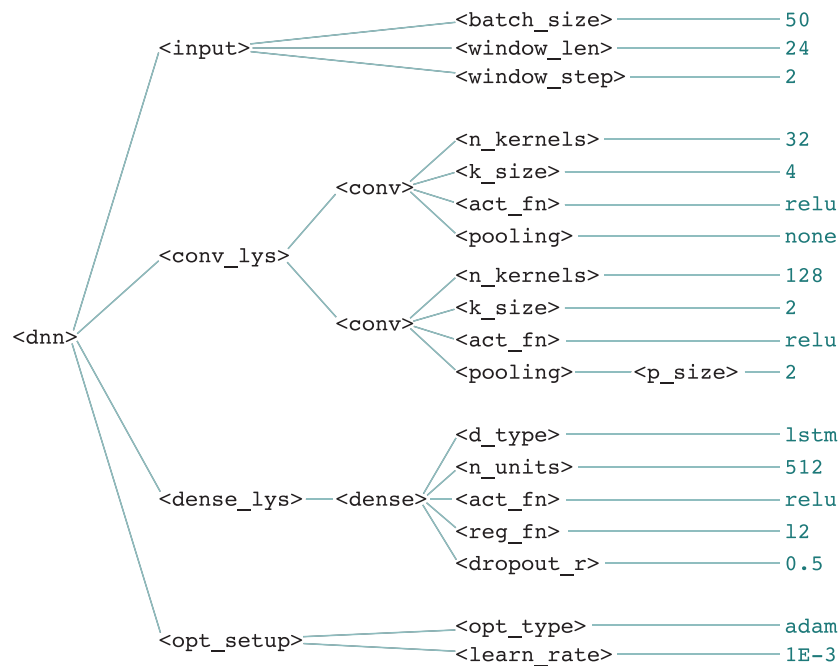 <batch_size> 50
<input> <window_len> 24
<window_step> 2
<n_kernels> 32
<k_size> 4
<conv>
<act_fn> relu
<pooling> none
<conv_lys>
<n_kernels> 128
<k_size> 2
<conv>
<dnn>
<act_fn> relu
<pooling> <p_size> 2
<d_type> lstm
<n_units> 512
<dense_lys> <dense> <act_fn> relu
<reg_fn> l2
<dropout_r> 0.5
<opt_type> adam
<opt_setup>
<learn_rate> 1E-3